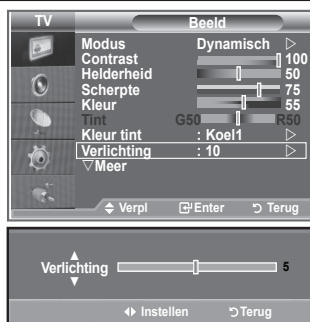 TV Beeld
Modus Dynamisch
Contrast 100
Helderheid 50
Scherpte 75
Kleur 55
Tint G50 R50
Kleur tint : Koel1
Verlichting : 10
▽Meer
Verpl Enter Terug
Verlichting 5
Instellen Terug